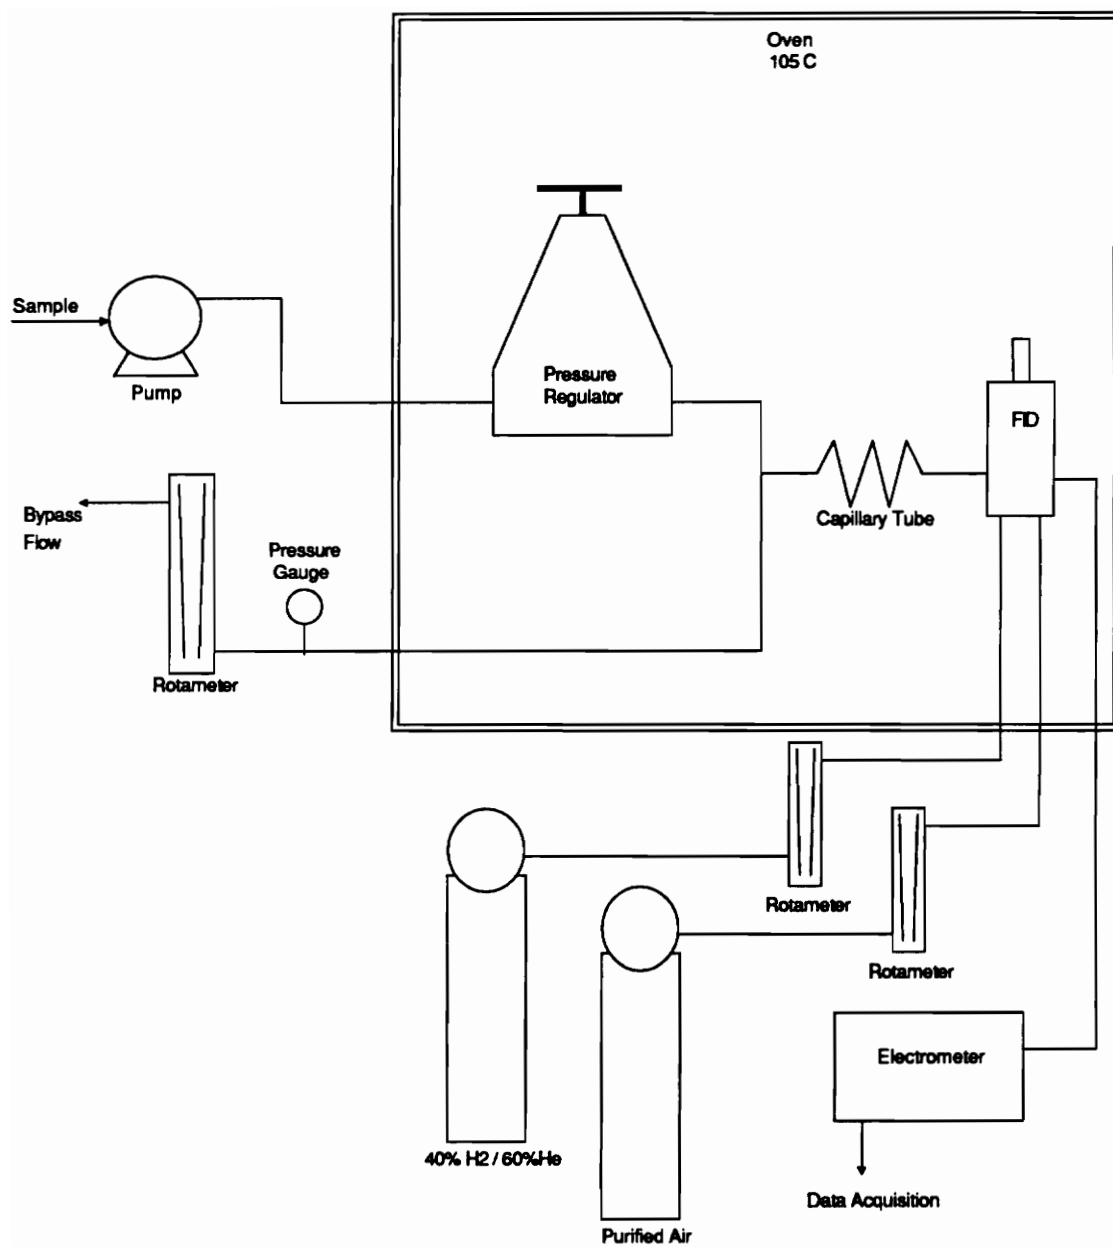 Oven
105 C
Sample
Pump
Pressure
Regulator
FID
Capillary Tube
Bypass
Flow
Pressure
Gauge
Rotameter
Rotameter
Rotameter
Electrometer
40% H2 / 60%He
Data Acquisition
Purified Air